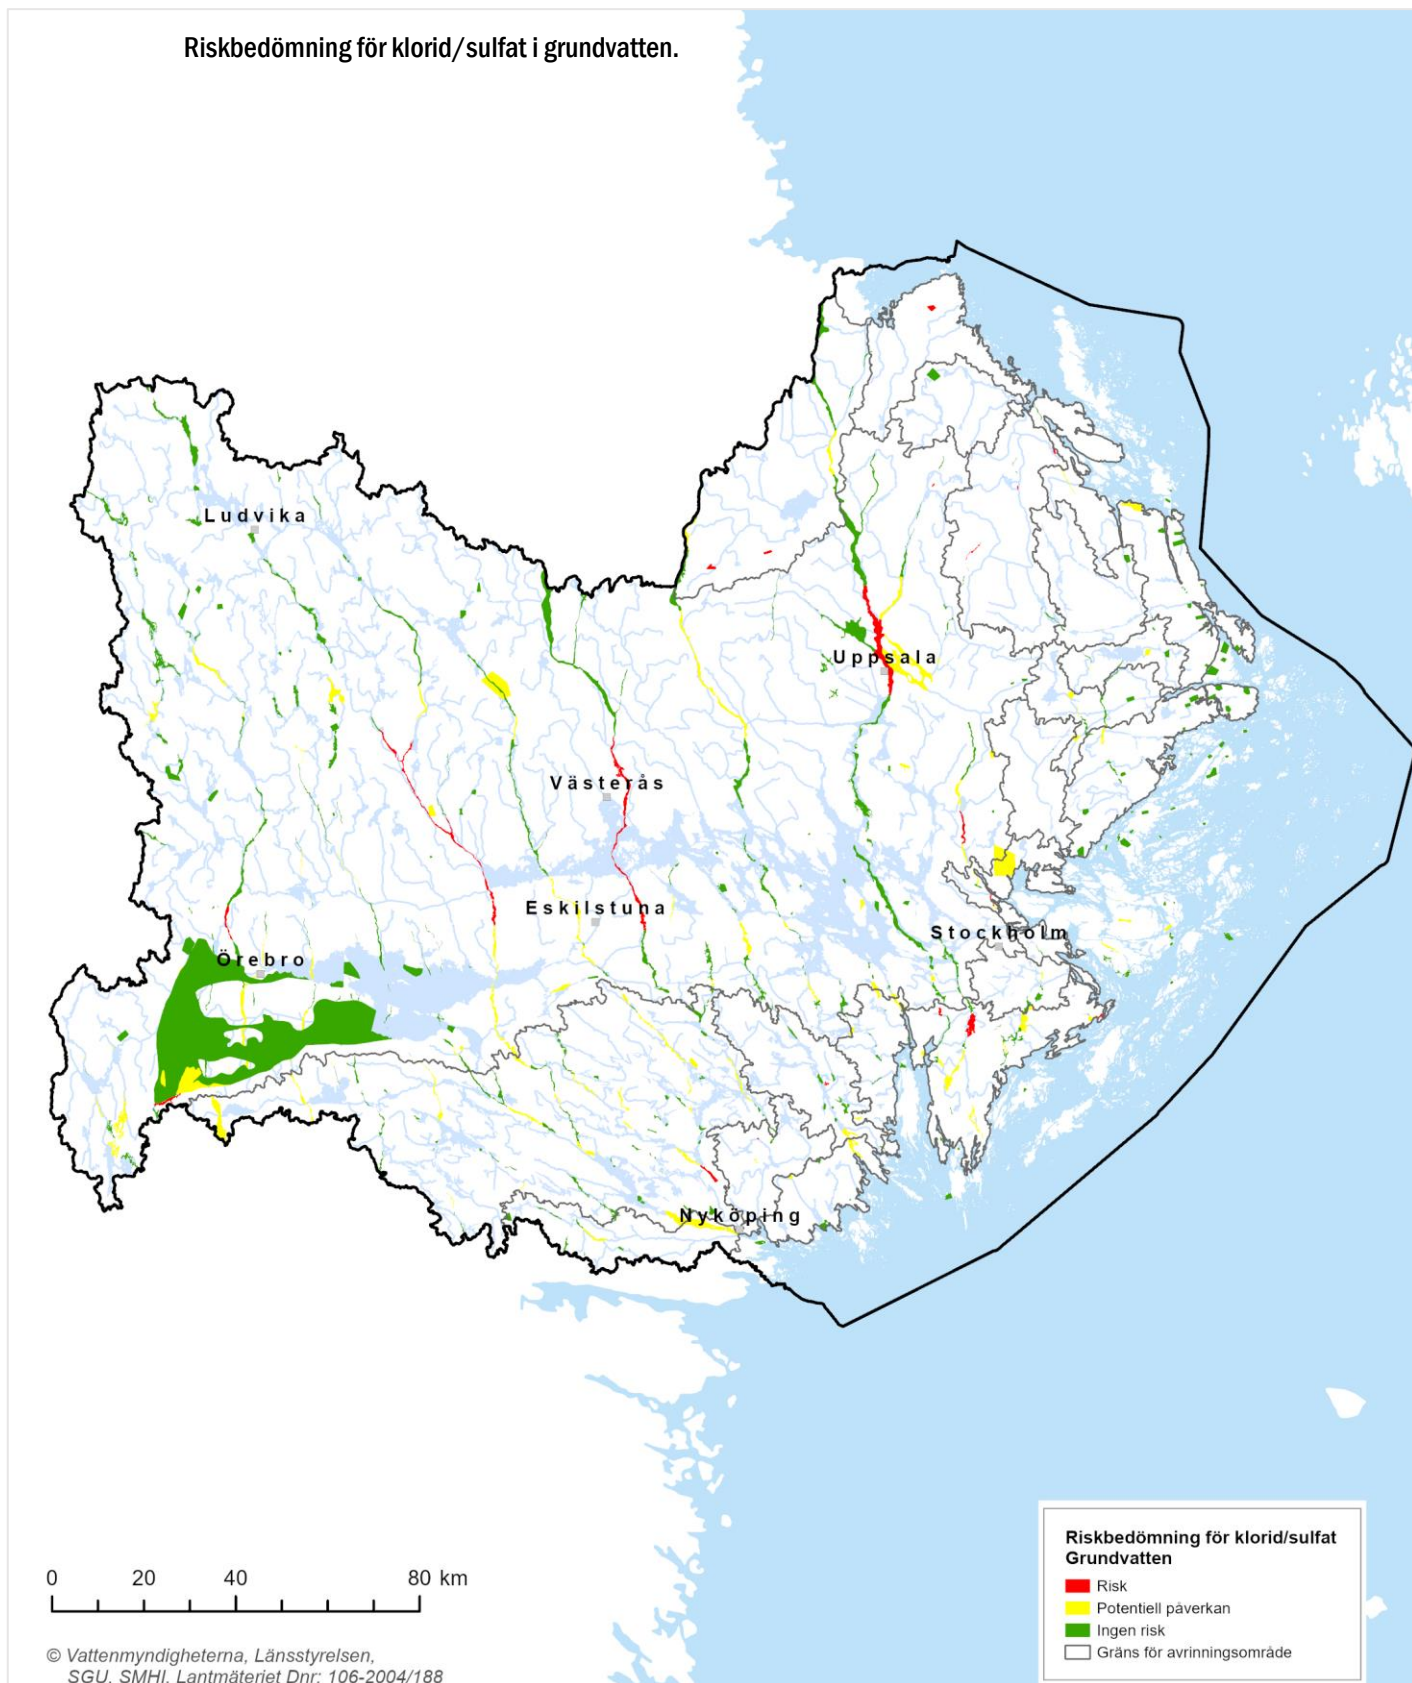 Riskbedömning för klorid/sulfat i grundvatten.
Ludvika
Uppsala
Västerås
Eskilstuna
Stockholm
Örebro
Nyköping
0 20 40 80 km
Riskbedömning för klorid/sulfat
Grundvatten
Risk
Potentiell påverkan
Ingen risk
Gräns för avrinningsområde
© Vattenmyndigheterna, Länsstyrelsen,
SGU, SMHI, Lantmäteriet Dnr: 106-2004/188